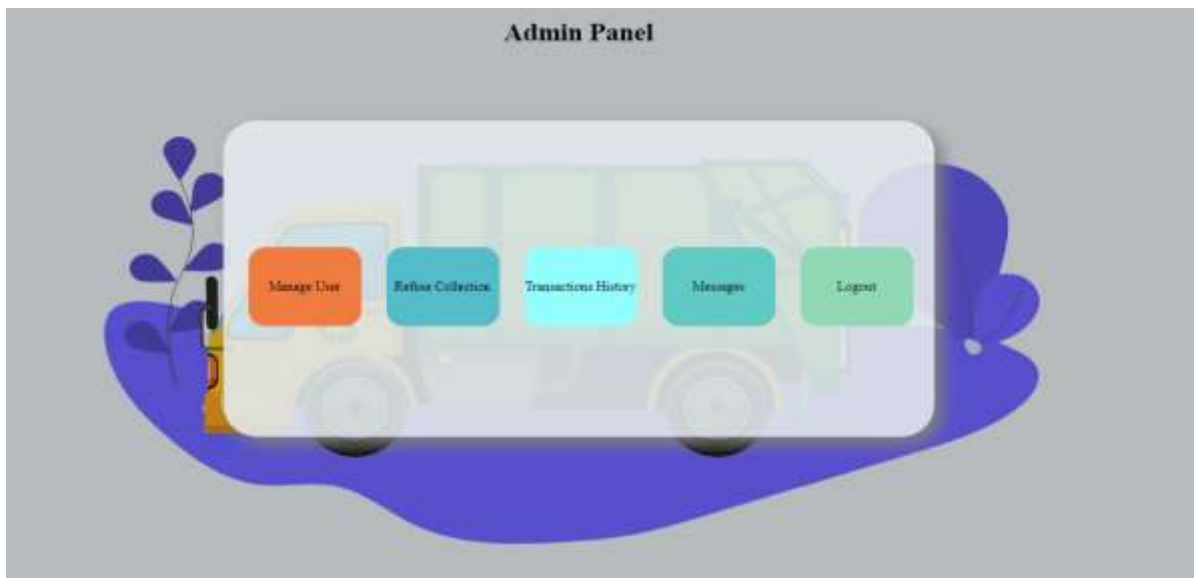 Admin Panel
Manage User
Refuse Collection
Transactions History
Messages
Logout